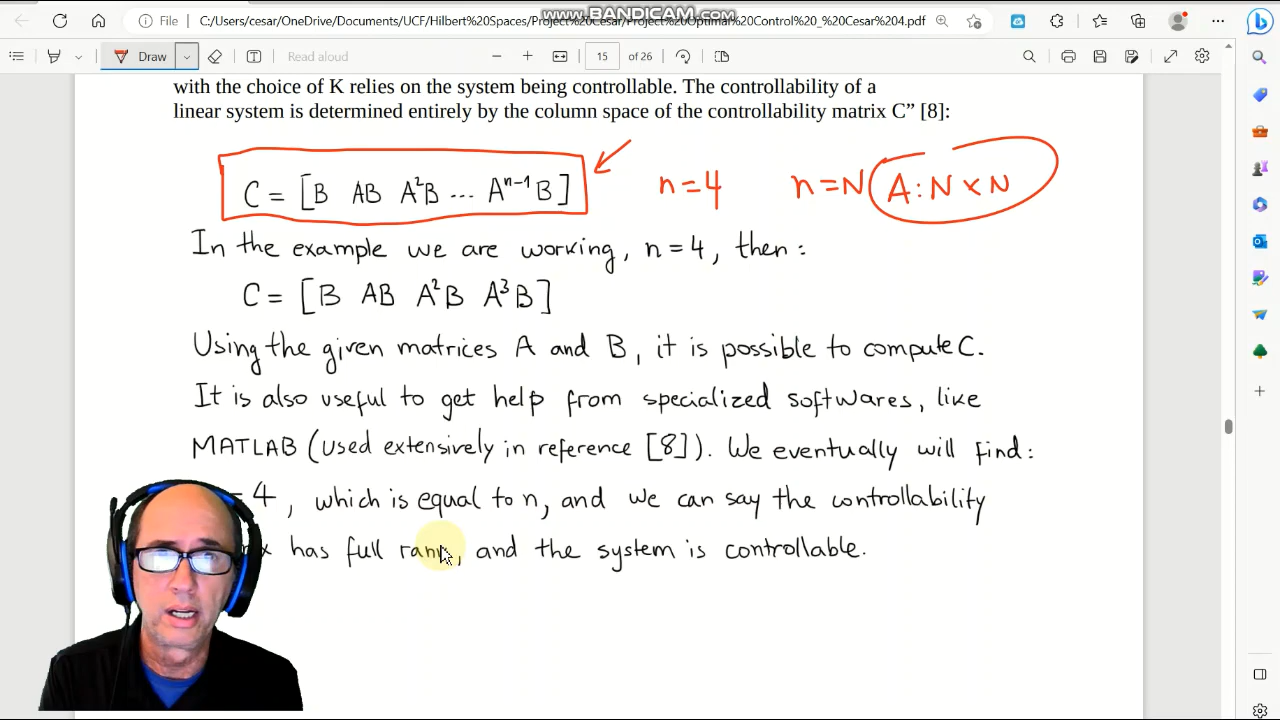 www.BANDICAM.com
File
C:/Users/cesar/OneDrive/Documents/UCF/Hilbert%20Spaces/Project%20Cesar/Project%20Optimal%20Control%20_%20Cesar%204.pdf
Draw
Read aloud
15 of 26
with the choice of K relies on the system being controllable. The controllability of a
linear system is determined entirely by the column space of the controllability matrix C” [8]:
C = [B AB A²B ... Aⁿ⁻¹B] n=4 n=N A: N×N
In the example we are working, n=4, then:
C = [B AB A²B A³B]
Using the given matrices A and B, it is possible to compute C.
It is also useful to get help from specialized softwares, like
MATLAB (used extensively in reference [8]). We eventually will find:
4, which is equal to n, and we can say the controllability
has full rank, and the system is controllable.